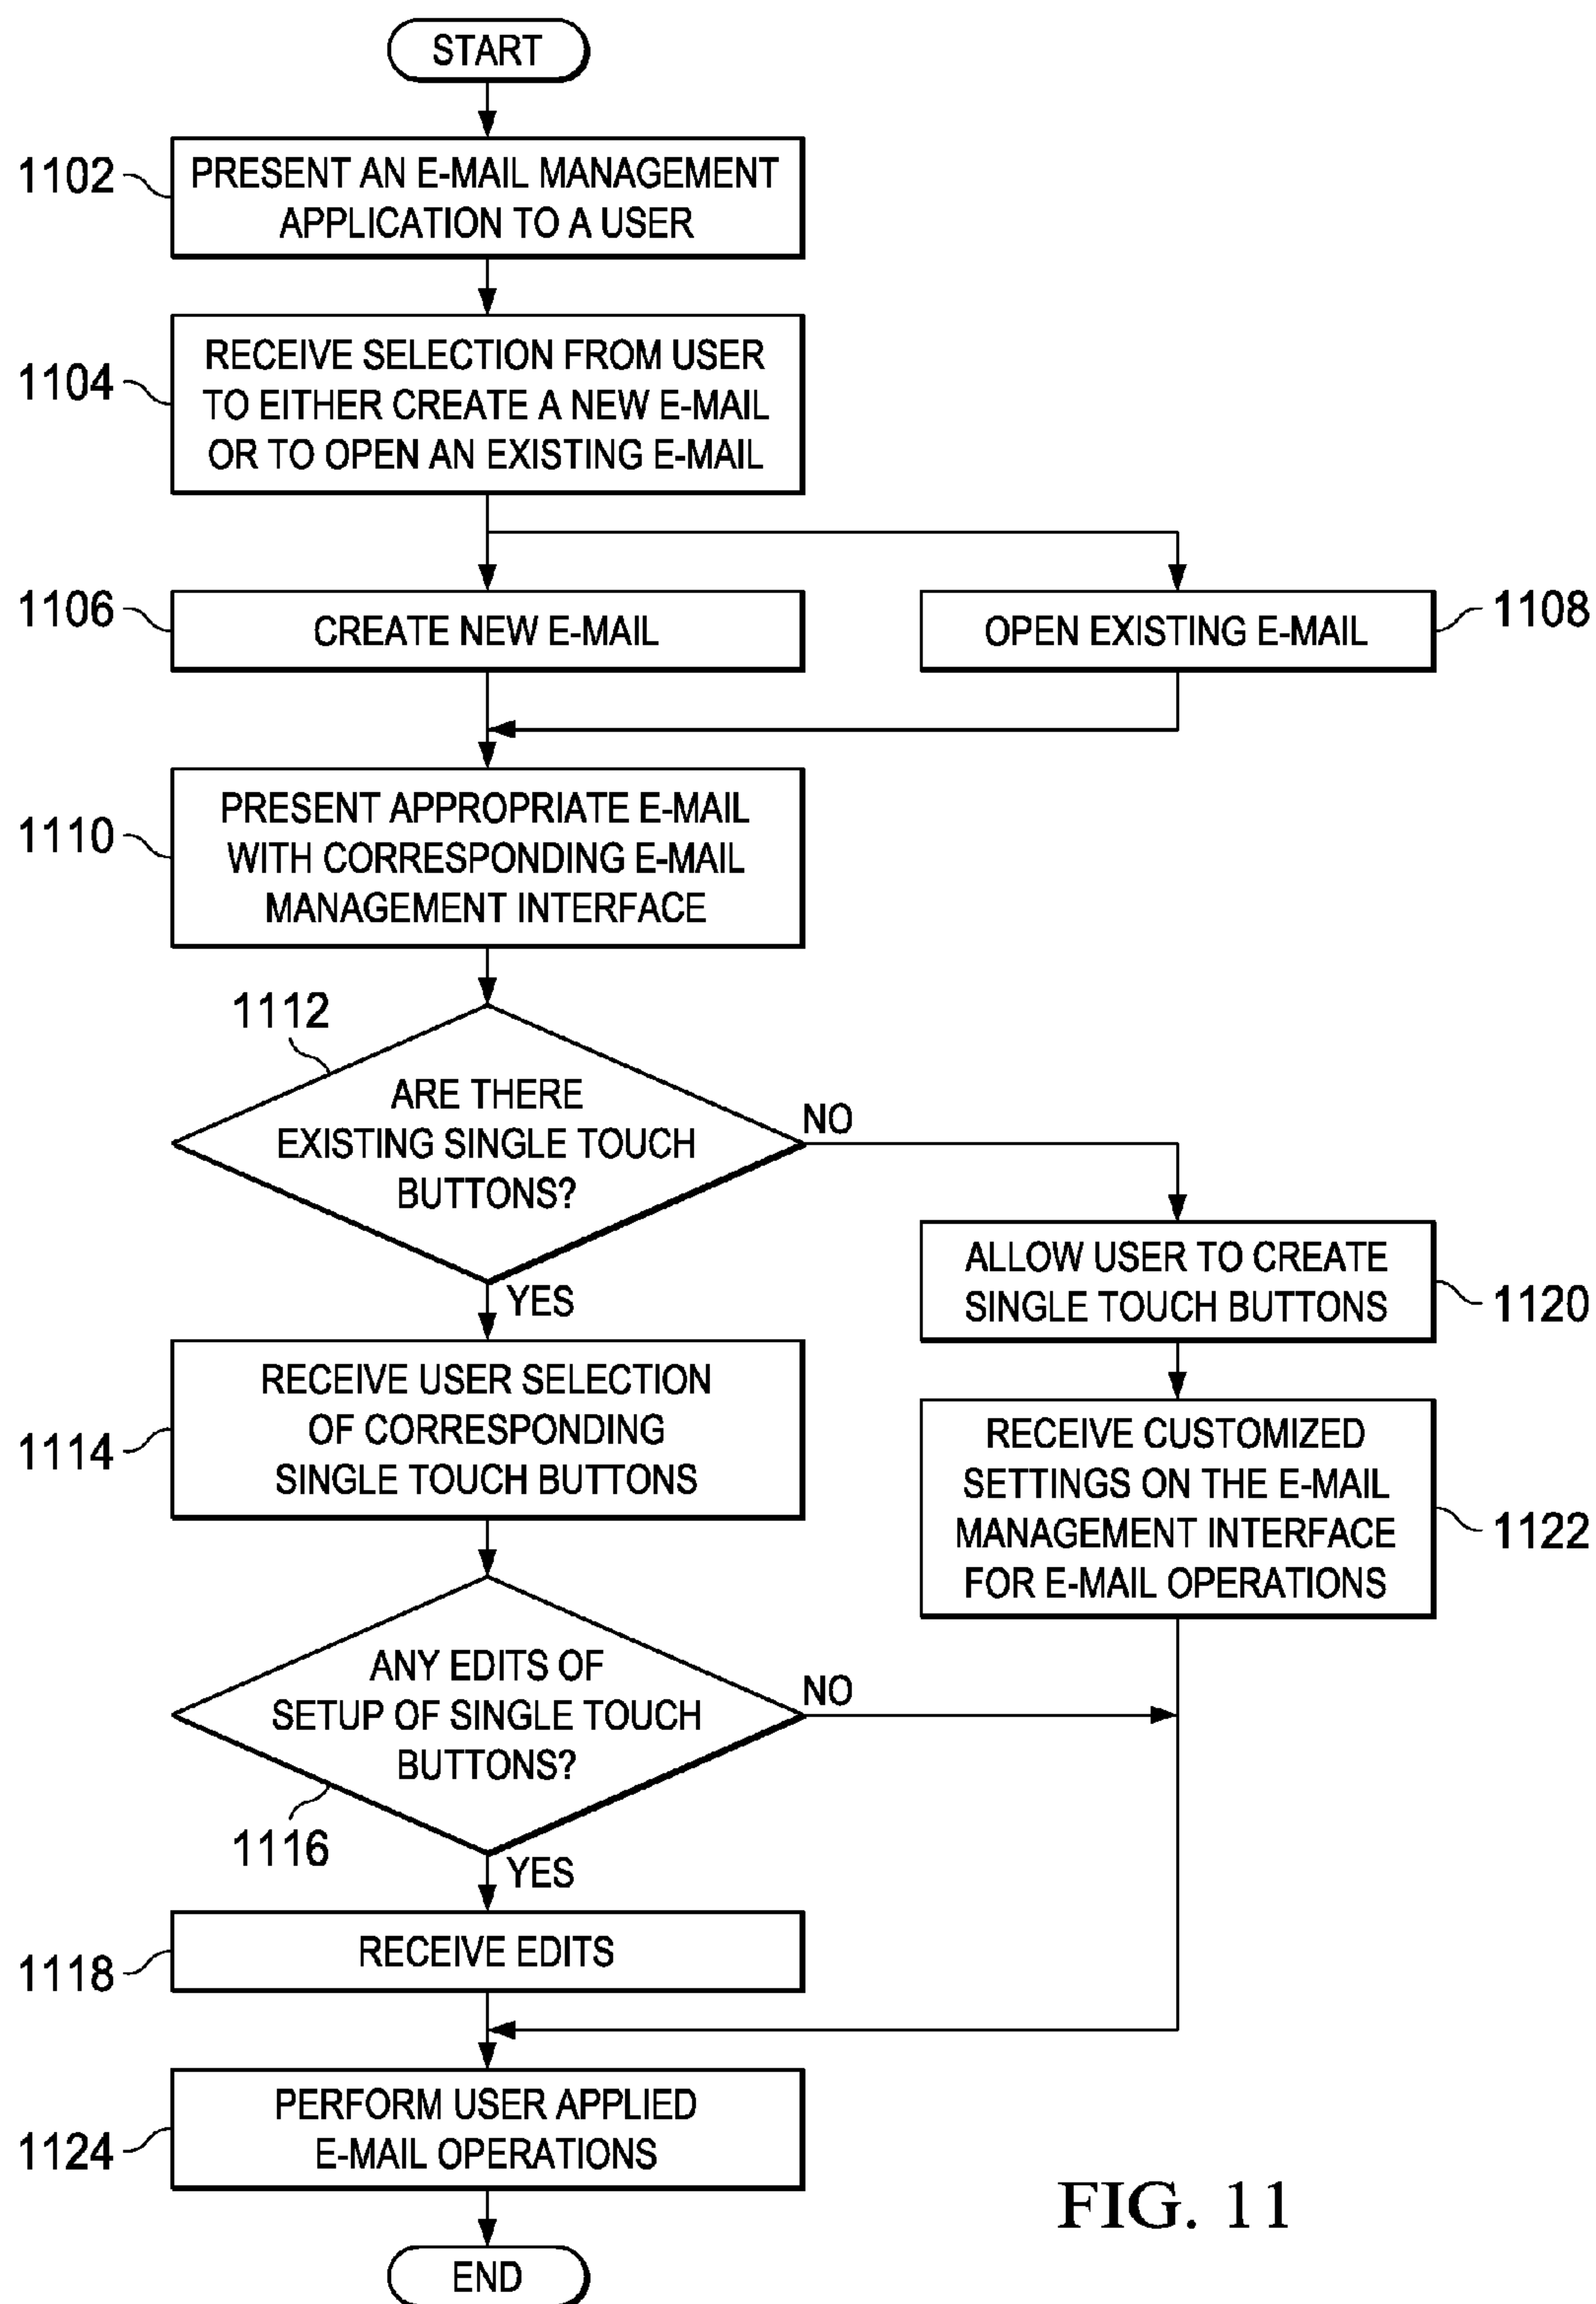 START
1102
PRESENT AN E-MAIL MANAGEMENT
APPLICATION TO A USER
1104
RECEIVE SELECTION FROM USER
TO EITHER CREATE A NEW E-MAIL
OR TO OPEN AN EXISTING E-MAIL
1106
CREATE NEW E-MAIL
OPEN EXISTING E-MAIL
1108
1110
PRESENT APPROPRIATE E-MAIL
WITH CORRESPONDING E-MAIL
MANAGEMENT INTERFACE
1112
ARE THERE
EXISTING SINGLE TOUCH
BUTTONS?
NO
YES
ALLOW USER TO CREATE
SINGLE TOUCH BUTTONS
1120
1114
RECEIVE USER SELECTION
OF CORRESPONDING
SINGLE TOUCH BUTTONS
RECEIVE CUSTOMIZED
SETTINGS ON THE E-MAIL
MANAGEMENT INTERFACE
FOR E-MAIL OPERATIONS
1122
ANY EDITS OF
SETUP OF SINGLE TOUCH
BUTTONS?
NO
1116
YES
1118
RECEIVE EDITS
1124
PERFORM USER APPLIED
E-MAIL OPERATIONS
END
FIG. 11